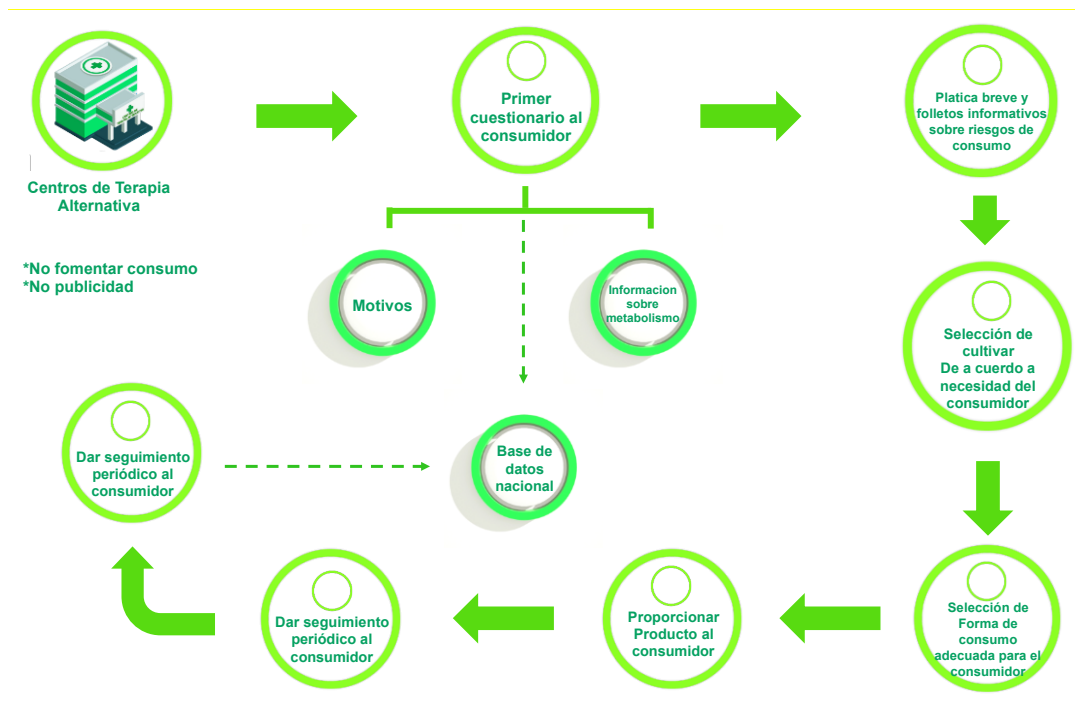 Centros de Terapia
Alternativa
*No fomentar consumo
*No publicidad
Primer
cuestionario al
consumidor
Platica breve y
folletos informativos
sobre riesgos de
consumo
Motivos
Informacion
sobre
metabolismo
Selección de
cultivar
De a cuerdo a
necesidad del
consumidor
Base de
datos
nacional
Dar seguimiento
periódico al
consumidor
Selección de
Forma de
consumo
adecuada para el
consumidor
Proporcionar
Producto al
consumidor
Dar seguimiento
periódico al
consumidor